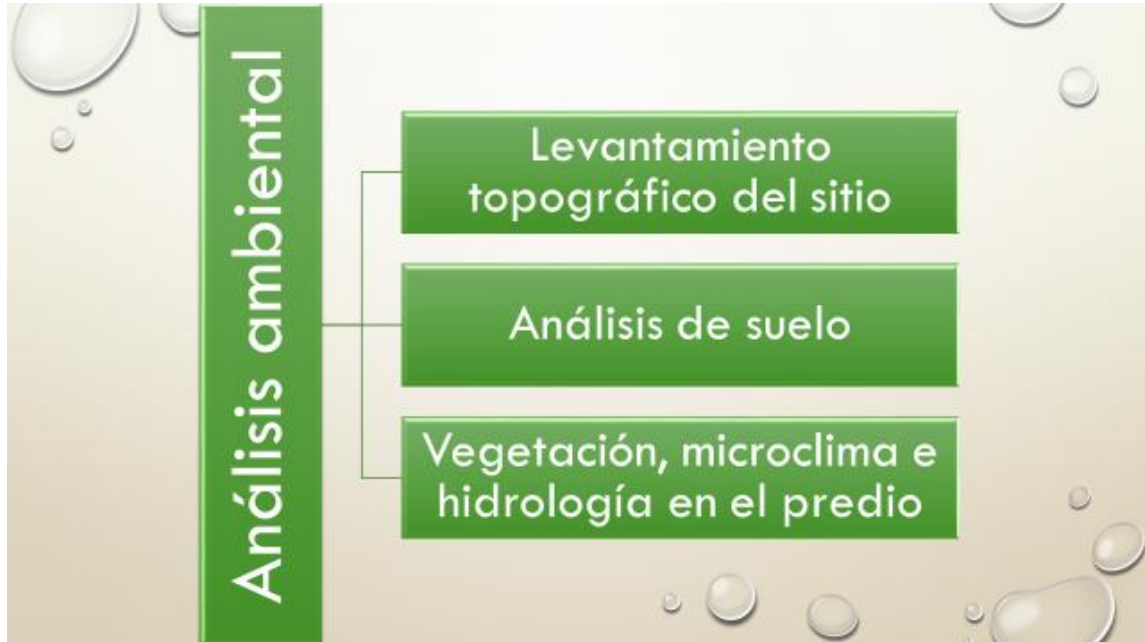 Análisis ambiental
Levantamiento
topográfico del sitio
Análisis de suelo
Vegetación, microclima e
hidrología en el predio